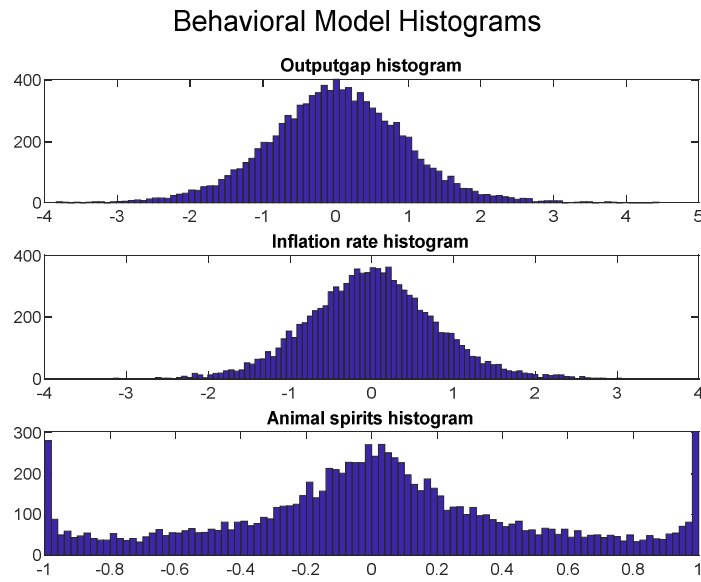 Behavioral Model Histograms
Outputgap histogram
400
200
0
-4 -3 -2 -1 0 1 2 3 4 5
Inflation rate histogram
400
200
0
-4 -3 -2 -1 0 1 2 3 4
Animal spirits histogram
300
200
100
0
-1 -0.8 -0.6 -0.4 -0.2 0 0.2 0.4 0.6 0.8 1